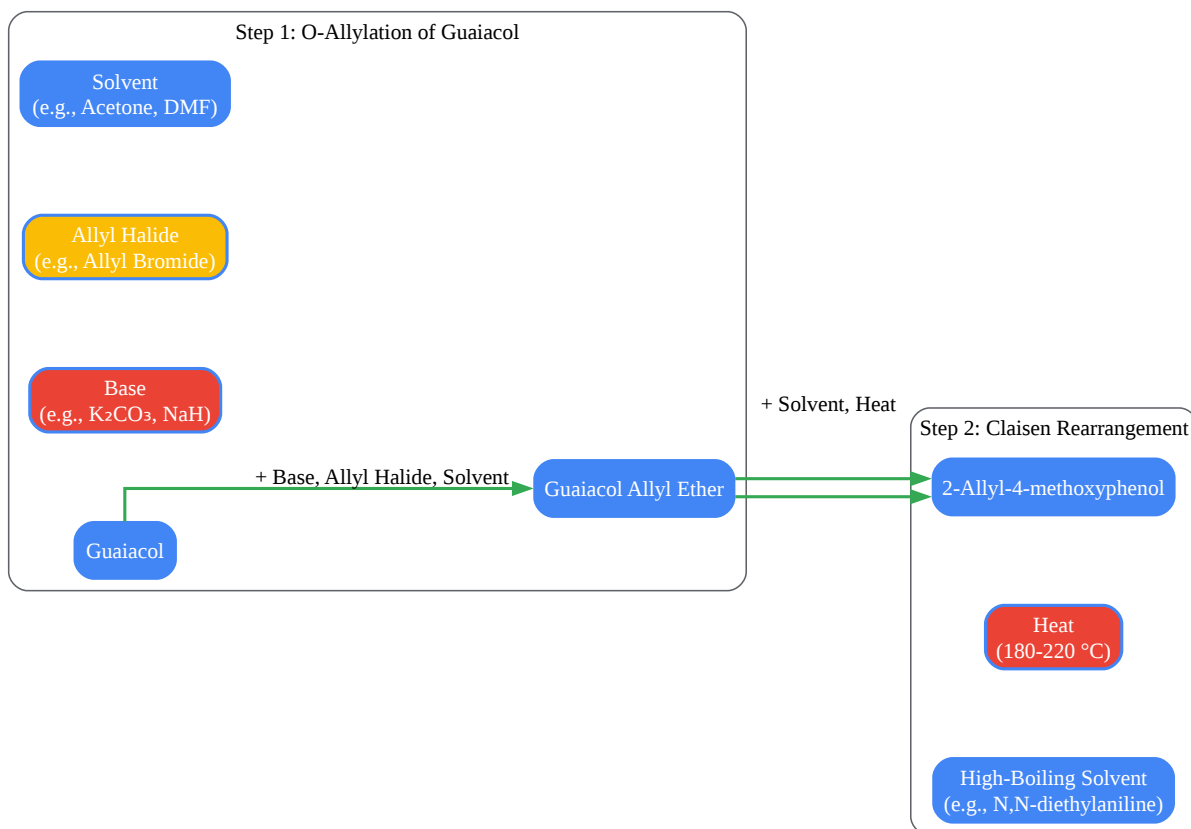 Step 1: O-Allylation of Guaiacol
Solvent
(e.g., Acetone, DMF)
Allyl Halide
(e.g., Allyl Bromide)
Base
(e.g., K₂CO₃, NaH)
+ Base, Allyl Halide, Solvent
Guaiacol
Guaiacol Allyl Ether
+ Solvent, Heat
Step 2: Claisen Rearrangement
2-Allyl-4-methoxyphenol
Heat
(180-220 °C)
High-Boiling Solvent
(e.g., N,N-diethylaniline)